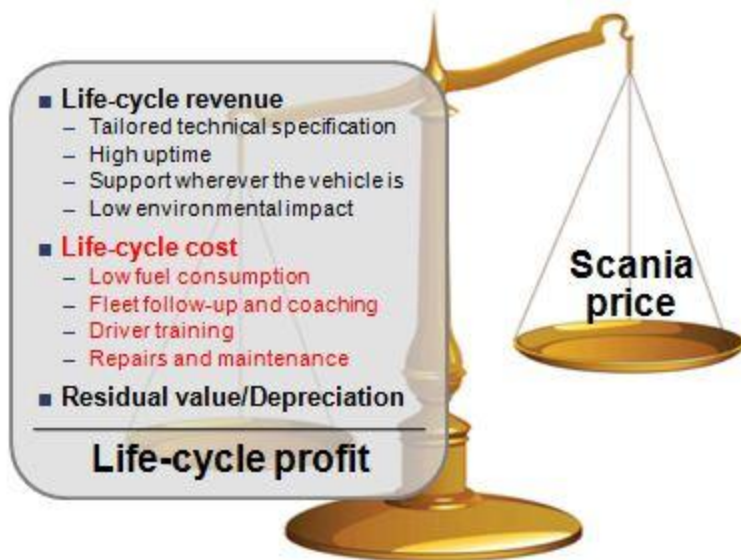 ■ Life-cycle revenue
– Tailored technical specification
– High uptime
– Support wherever the vehicle is
– Low environmental impact
■ Life-cycle cost
– Low fuel consumption
– Fleet follow-up and coaching
– Driver training
– Repairs and maintenance
■ Residual value/Depreciation
Life-cycle profit
Scania
price